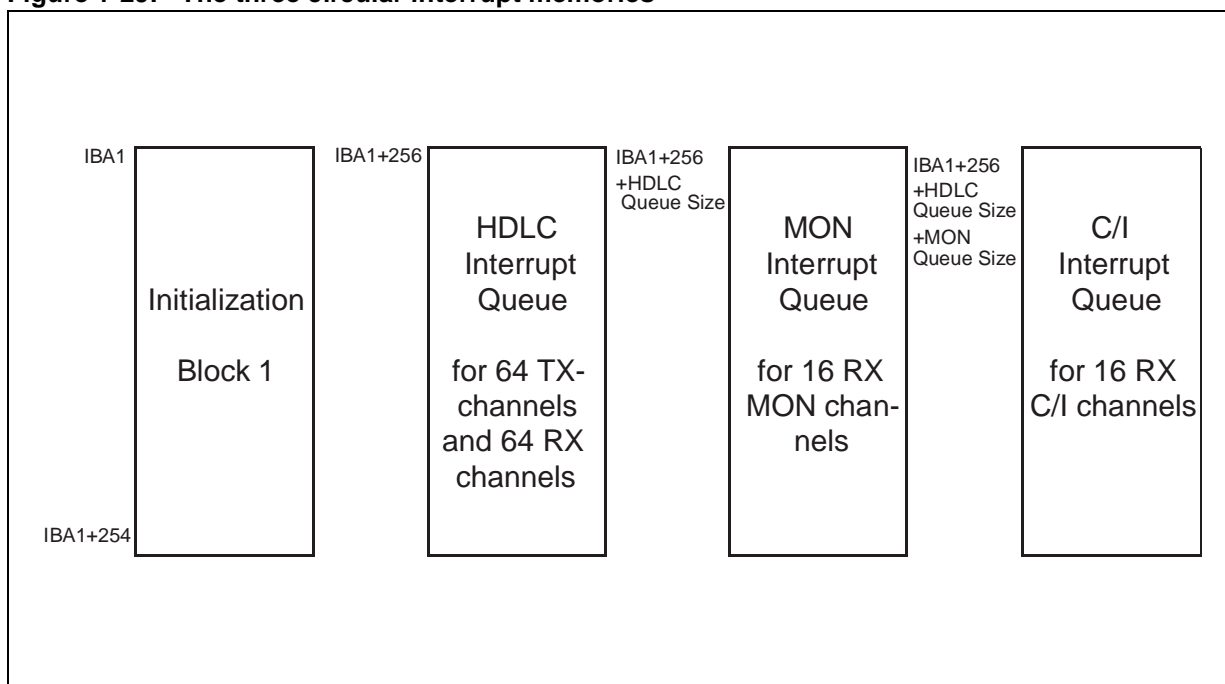 Figure 1-29. The three circular interrupt memories
IBA1
IBA1+254
Initialization
Block 1
IBA1+256
HDLC
Interrupt
Queue
for 64 TX-
channels
and 64 RX
channels
IBA1+256
+HDLC
Queue Size
MON
Interrupt
Queue
for 16 RX
MON chan-
nels
IBA1+256
+HDLC
Queue Size
+MON
Queue Size
C/I
Interrupt
Queue
for 16 RX
C/I channels